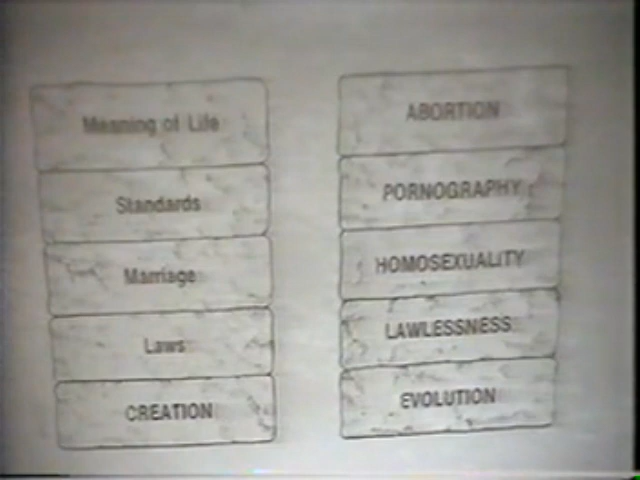 Meaning of Life
Standards
Marriage
Laws
CREATION
ABORTION
PORNOGRAPHY
HOMOSEXUALITY
LAWLESSNESS
EVOLUTION